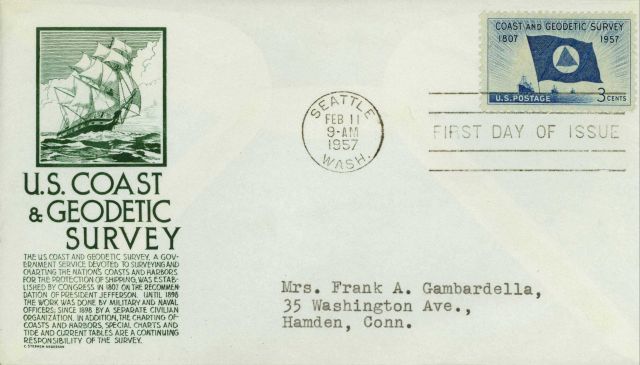 U.S. COAST
& GEODETIC
SURVEY
THE U.S. COAST AND GEODETIC SURVEY, A GOV-
ERNMENT SERVICE DEVOTED TO SURVEYING AND
CHARTING THE NATION'S COASTS AND HARBORS
FOR THE PROTECTION OF SHIPPING, WAS ESTAB-
LISHED BY CONGRESS IN 1807 ON THE RECOMMEN-
DATION OF PRESIDENT JEFFERSON. UNTIL 1898
THE WORK WAS DONE BY MILITARY AND NAVAL
OFFICERS; SINCE 1898 BY A SEPARATE CIVILIAN
ORGANIZATION. IN ADDITION, THE CHARTING OF
COASTS AND HARBORS, SPECIAL CHARTS AND
TIDE AND CURRENT TABLES ARE A CONTINUING
RESPONSIBILITY OF THE SURVEY.
C. STEPHEN ANDERSON
SEATTLE
FEB 11
9-AM
1957
WASH.
COAST AND GEODETIC SURVEY
1807 1957
U.S. POSTAGE 3 CENTS
FIRST DAY OF ISSUE
Mrs. Frank A. Gambardella,
35 Washington Ave.,
Hamden, Conn.